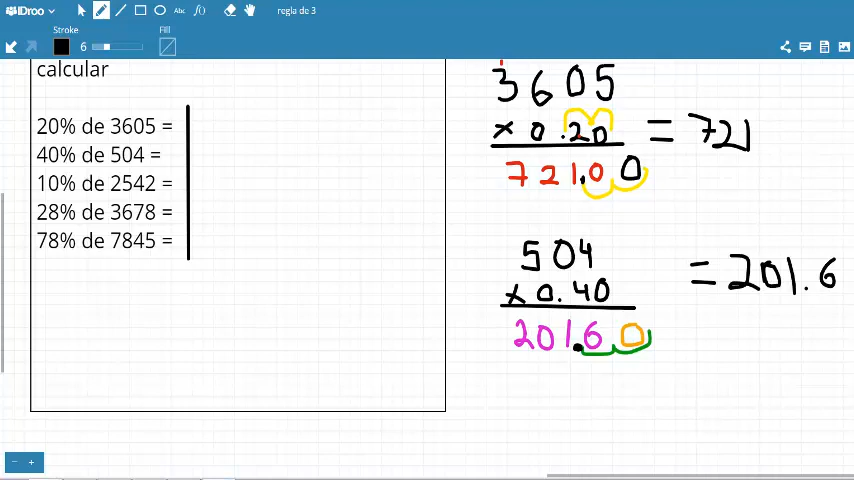 IDroo
Abc
f()
regla de 3
Stroke
Fill
6
calcular
20% de 3605 =
40% de 504 =
10% de 2542 =
28% de 3678 =
78% de 7845 =
3605
x 0.20 = 721
721.00
504
x 0.40 = 201.6
201.60